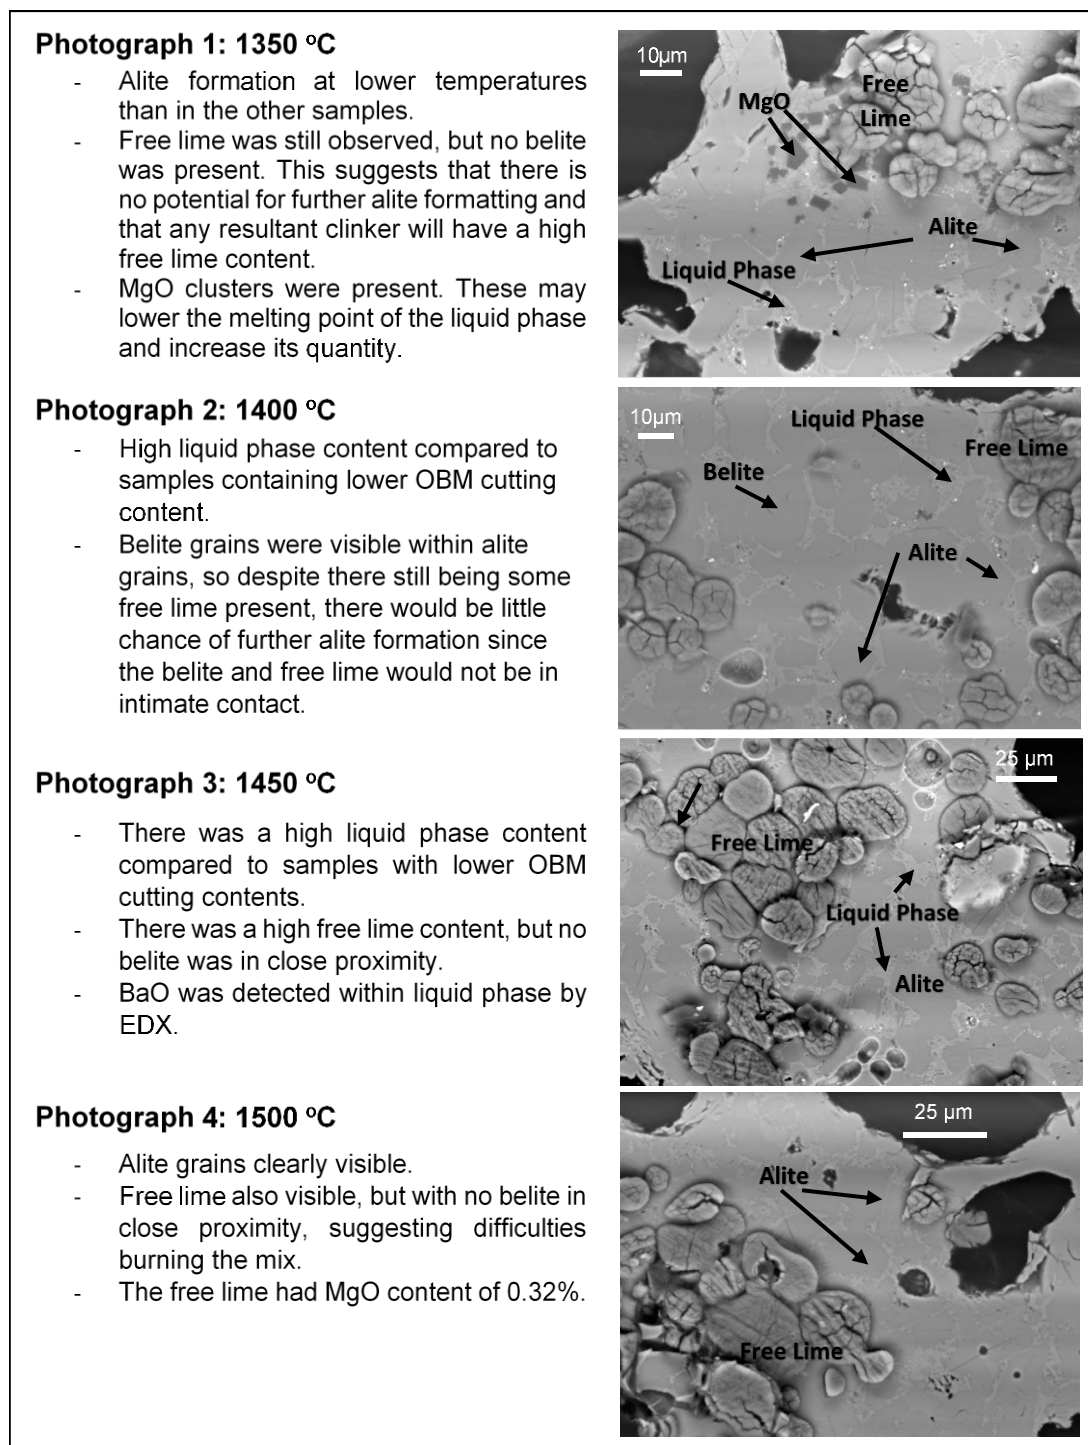 Photograph 1: 1350 ºC
- Alite formation at lower temperatures
than in the other samples.
- Free lime was still observed, but no belite
was present. This suggests that there is
no potential for further alite formatting and
that any resultant clinker will have a high
free lime content.
- MgO clusters were present. These may
lower the melting point of the liquid phase
and increase its quantity.
10µm
Free
Lime
MgO
Alite
Liquid Phase
Photograph 2: 1400 ºC
- High liquid phase content compared to
samples containing lower OBM cutting
content.
- Belite grains were visible within alite
grains, so despite there still being some
free lime present, there would be little
chance of further alite formation since
the belite and free lime would not be in
intimate contact.
10µm
Liquid Phase
Free Lime
Belite
Alite
Photograph 3: 1450 ºC
- There was a high liquid phase content
compared to samples with lower OBM
cutting contents.
- There was a high free lime content, but no
belite was in close proximity.
- BaO was detected within liquid phase by
EDX.
25 µm
Free Lime
Liquid Phase
Alite
Photograph 4: 1500 ºC
- Alite grains clearly visible.
- Free lime also visible, but with no belite in
close proximity, suggesting difficulties
burning the mix.
- The free lime had MgO content of 0.32%.
25 µm
Alite
Free Lime